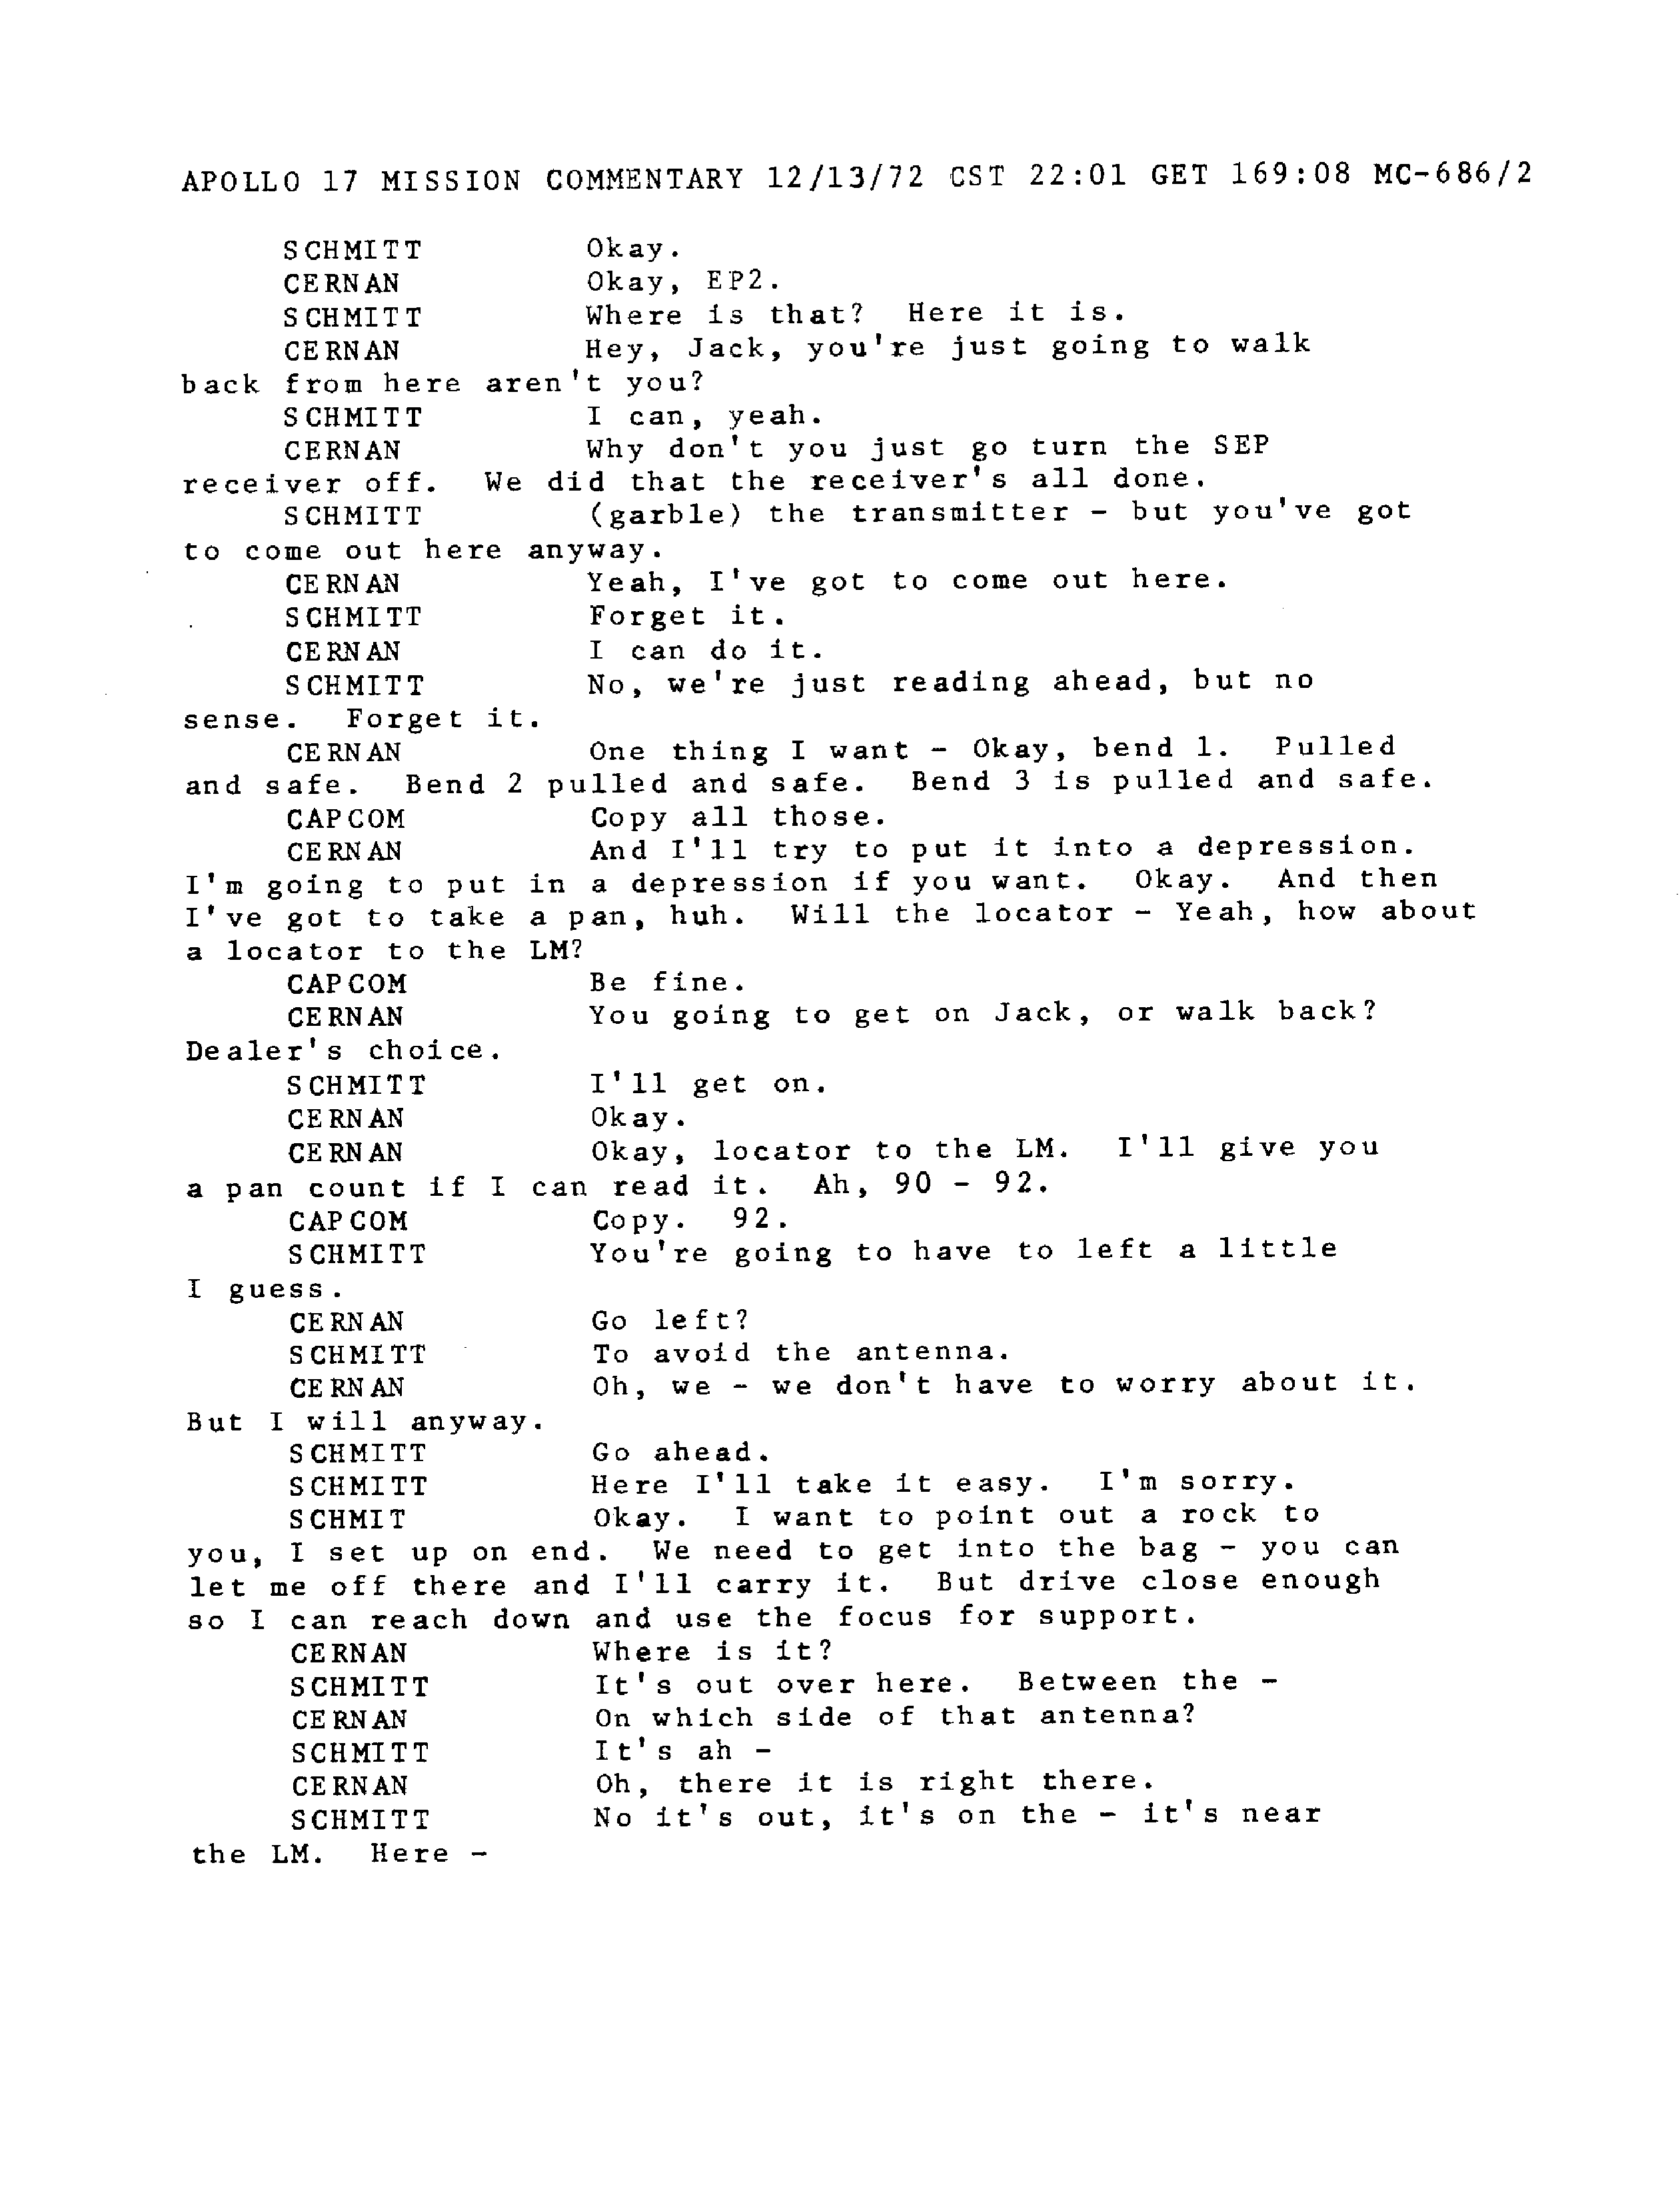 APOLLO 17 MISSION COMMENTARY 12/13/72 CST 22:01 GET 169:08 MC-686/2
SCHMITT Okay.
CERNAN Okay, EP2.
SCHMITT Where is that? Here it is.
CERNAN Hey, Jack, you're just going to walk
back from here aren't you?
SCHMITT I can, yeah.
CERNAN Why don't you just go turn the SEP
receiver off. We did that the receiver's all done.
SCHMITT (garble) the transmitter - but you've got
to come out here anyway.
CERNAN Yeah, I've got to come out here.
SCHMITT Forget it.
CERNAN I can do it.
SCHMITT No, we're just reading ahead, but no
sense. Forget it.
CERNAN One thing I want - Okay, bend 1. Pulled
and safe. Bend 2 pulled and safe. Bend 3 is pulled and safe.
CAPCOM Copy all those.
CERNAN And I'll try to put it into a depression.
I'm going to put in a depression if you want. Okay. And then
I've got to take a pan, huh. Will the locator - Yeah, how about
a locator to the LM?
CAPCOM Be fine.
CERNAN You going to get on Jack, or walk back?
Dealer's choice.
SCHMITT I'll get on.
CERNAN Okay.
CERNAN Okay, locator to the LM. I'll give you
a pan count if I can read it. Ah, 90 - 92.
CAPCOM Copy. 92.
SCHMITT You're going to have to left a little
I guess.
CERNAN Go left?
SCHMITT To avoid the antenna.
CERNAN Oh, we - we don't have to worry about it.
But I will anyway.
SCHMITT Go ahead.
SCHMITT Here I'll take it easy. I'm sorry.
SCHMIT Okay. I want to point out a rock to
you, I set up on end. We need to get into the bag - you can
let me off there and I'll carry it. But drive close enough
so I can reach down and use the focus for support.
CERNAN Where is it?
SCHMITT It's out over here. Between the -
CERNAN On which side of that antenna?
SCHMITT It's ah -
CERNAN Oh, there it is right there.
SCHMITT No it's out, it's on the - it's near
the LM. Here -